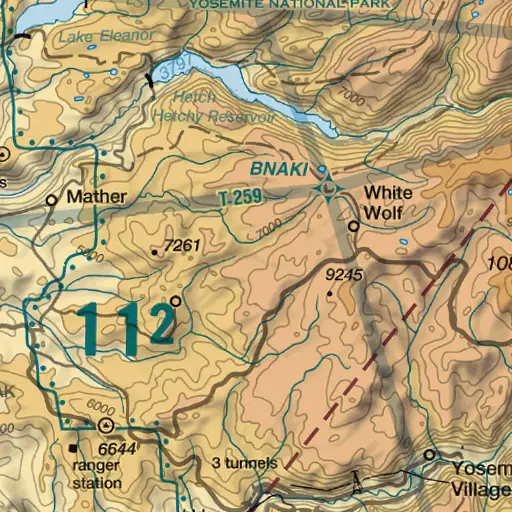 YOSEMITE NATIONAL PARK
Lake Eleanor
3797
Hetch
Hetchy Reservoir
7000
BNAKI
T-259
White
Wolf
Mather
7000
7261
6000
9245
112
6000
6644
ranger
station
3 tunnels
Yosem
Village